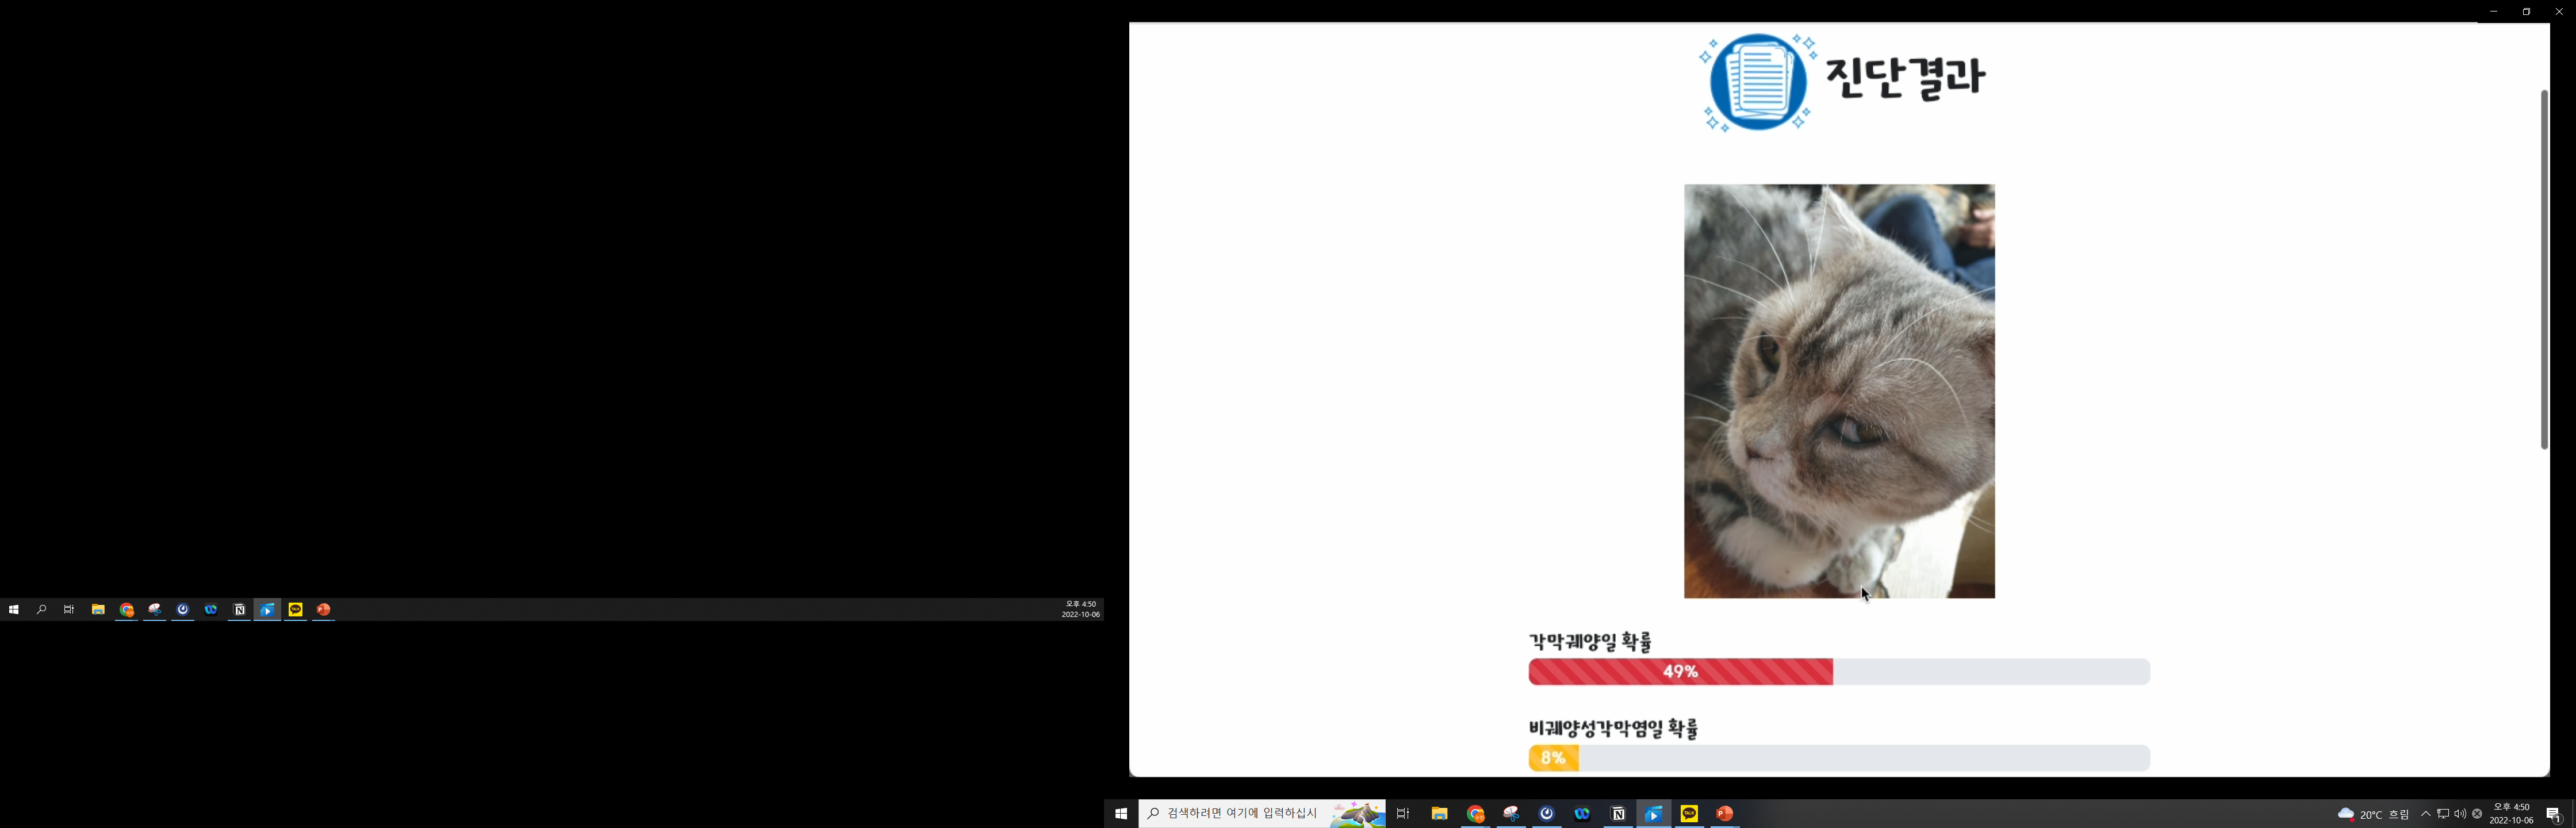 진단결과
각막궤양일 확률
49%
비궤양성각막염일 확률
8%
오후 4:50
2022-10-06
검색하려면 여기에 입력하십시
20°C 흐림
오후 4:50
2022-10-06